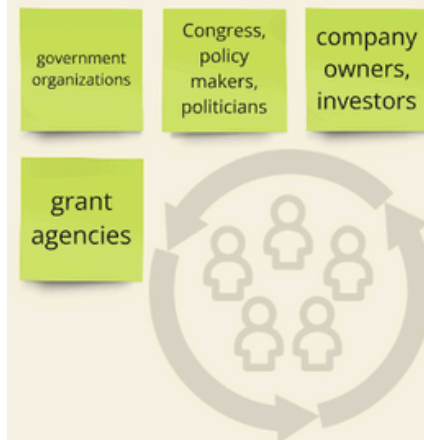 government
organizations
Congress,
policy
makers,
politicians
company
owners,
investors
grant
agencies